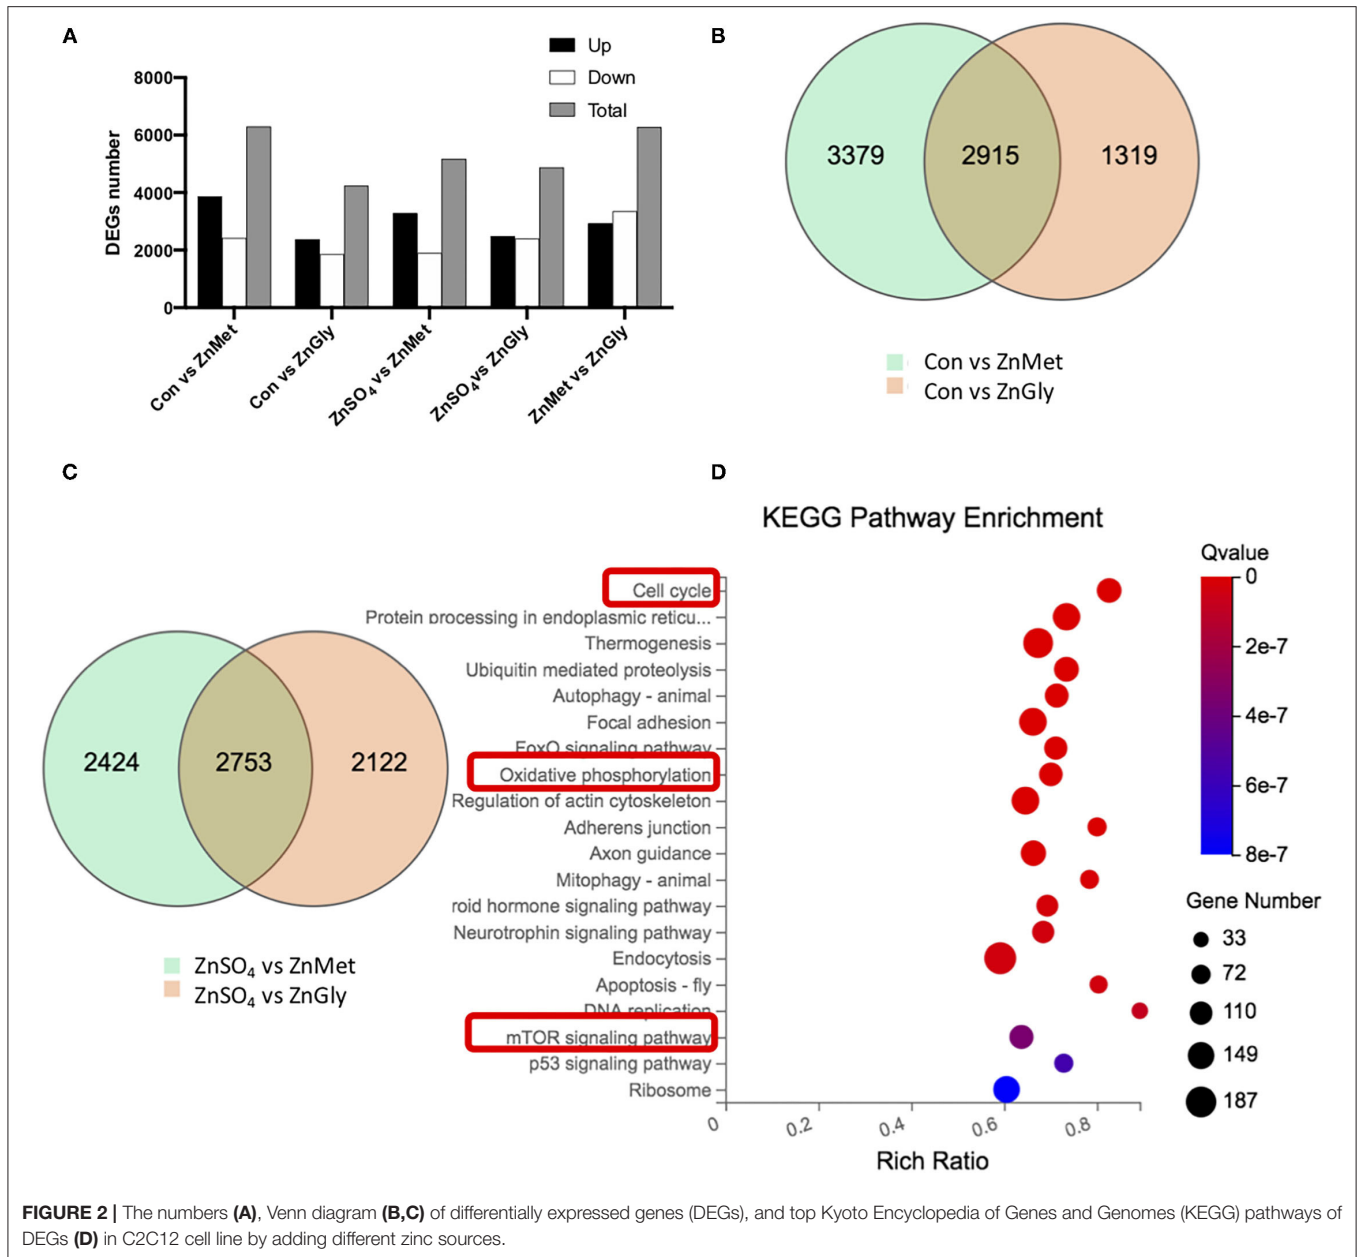 A
Up
Down
Total
DEGs number
8000
6000
4000
2000
0
Con vs ZnMet
Con vs ZnGly
ZnSO4 vs ZnMet
ZnSO4vs ZnGly
ZnMet vs ZnGly
B
3379
2915
1319
Con vs ZnMet
Con vs ZnGly
C
2424
2753
2122
ZnSO4 vs ZnMet
ZnSO4 vs ZnGly
D
KEGG Pathway Enrichment
Cell cycle
Protein processing in endoplasmic reticu...
Thermogenesis
Ubiquitin mediated proteolysis
Autophagy - animal
Focal adhesion
FoxO signaling pathway
Oxidative phosphorylation
Regulation of actin cytoskeleton
Adherens junction
Axon guidance
Mitophagy - animal
roid hormone signaling pathway
Neurotrophin signaling pathway
Endocytosis
Apoptosis - fly
DNA replication
mTOR signaling pathway
p53 signaling pathway
Ribosome
0
0.2
0.4
0.6
0.8
Rich Ratio
Qvalue
0
2e-7
4e-7
6e-7
8e-7
Gene Number
33
72
110
149
187
FIGURE 2 | The numbers (A), Venn diagram (B,C) of differentially expressed genes (DEGs), and top Kyoto Encyclopedia of Genes and Genomes (KEGG) pathways of
DEGs (D) in C2C12 cell line by adding different zinc sources.